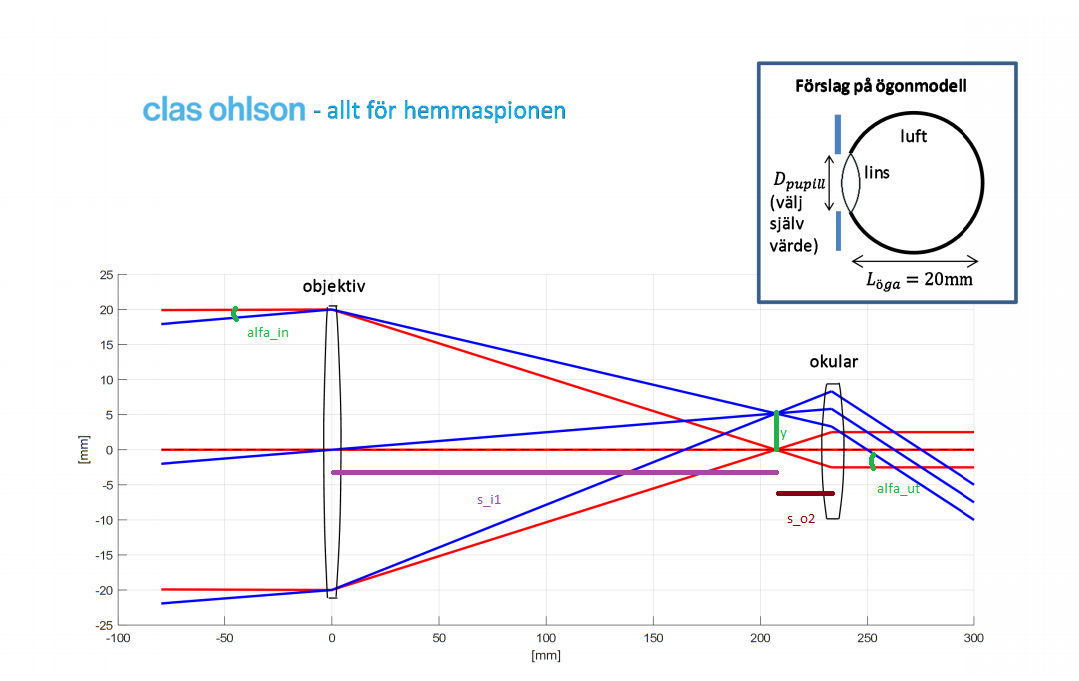 Förslag på ögonmodell
clas ohlson - allt för hemmaspionen
luft
lins
D_pupill
(välj
själv
värde)
L_öga = 20mm
objektiv
okular
alfa_in
y
s_i1
s_o2
alfa_ut
25
20
15
10
5
0
-5
-10
-15
-20
-25
[mm]
-100 -50 0 50 100 150 200 250 300
[mm]